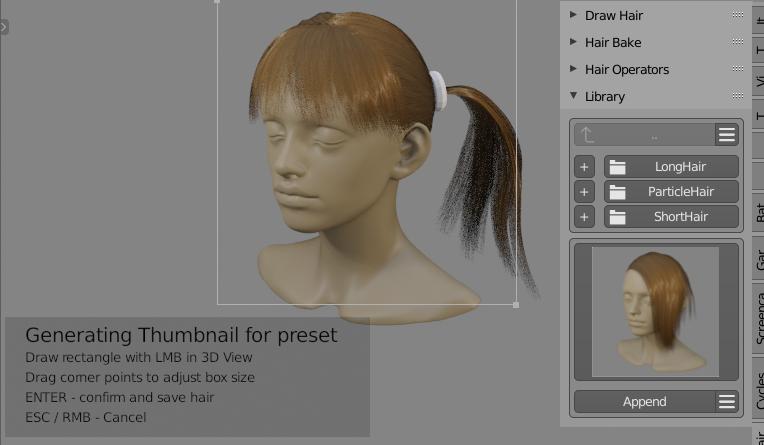 Draw Hair
Hair Bake
Hair Operators
Library
..
+ LongHair
+ ParticleHair
+ ShortHair
Append
Generating Thumbnail for preset
Draw rectangle with LMB in 3D View
Drag corner points to adjust box size
ENTER - confirm and save hair
ESC / RMB - Cancel
It
T
Vi
T
Bat
Gar
Screenca
Cycles
air